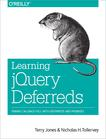 O'REILLY
Learning
jQuery
Deferreds
Terry Jones & Nicholas H. Tollervey